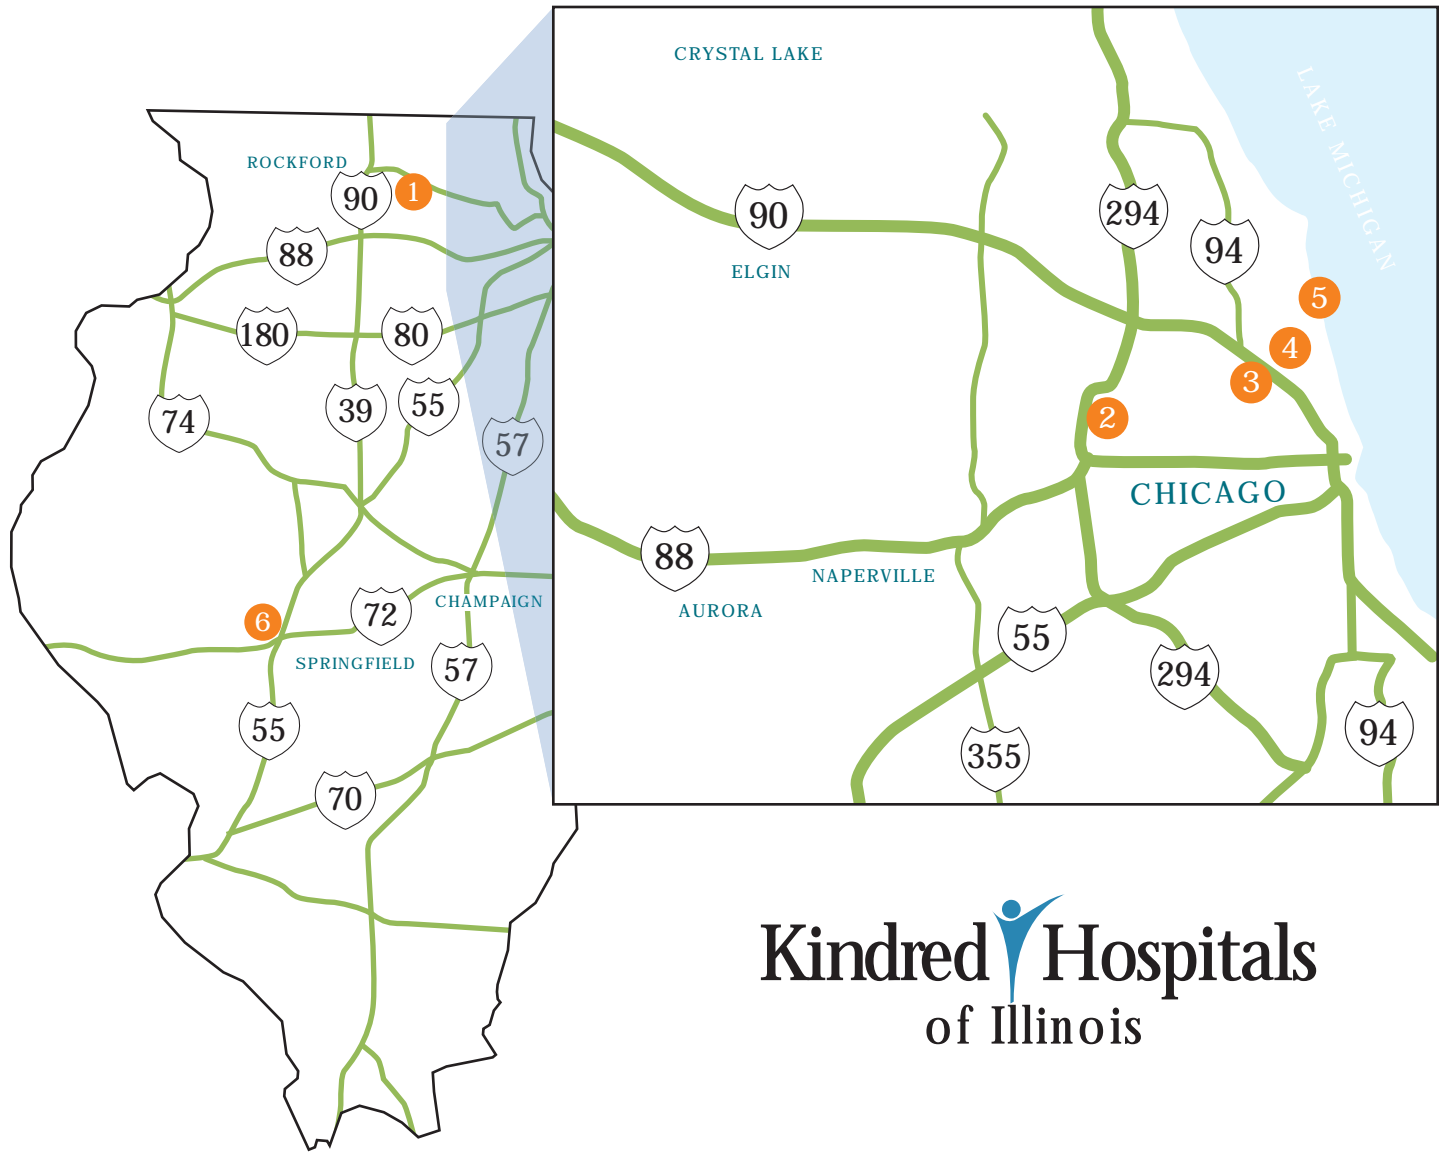 CRYSTAL LAKE
LAKE MICHIGAN
ROCKFORD
90
1
88
180
80
74
39
55
57
6
72
CHAMPAIGN
SPRINGFIELD
57
55
70
90
ELGIN
294
94
5
4
3
2
CHICAGO
88
NAPERVILLE
AURORA
55
294
355
94
Kindred Hospitals
of Illinois